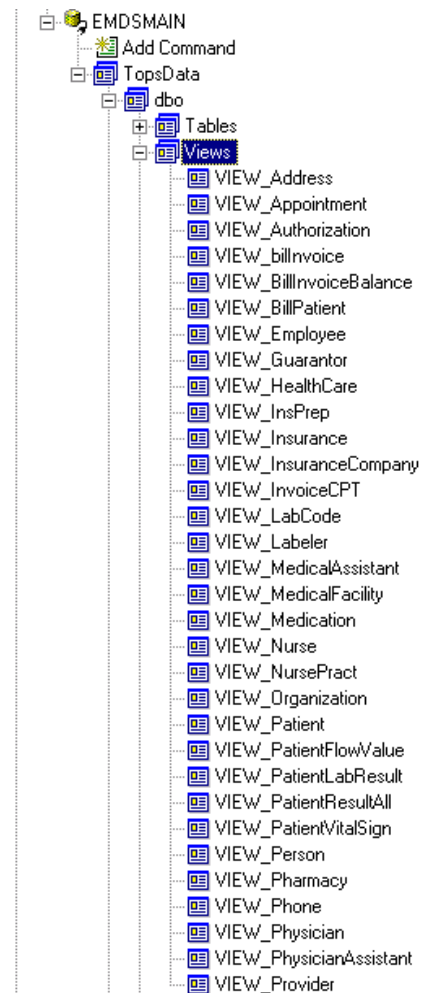 EMDSMAIN
Add Command
TopsData
dbo
Tables
Views
VIEW_Address
VIEW_Appointment
VIEW_Authorization
VIEW_billnvoice
VIEW_BillInvoiceBalance
VIEW_BillPatient
VIEW_Employee
VIEW_Guarantor
VIEW_HealthCare
VIEW_InsPrep
VIEW_Insurance
VIEW_InsuranceCompany
VIEW_InvoiceCPT
VIEW_LabCode
VIEW_Labeler
VIEW_MedicalAssistant
VIEW_MedicalFacility
VIEW_Medication
VIEW_Nurse
VIEW_NursePract
VIEW_Organization
VIEW_Patient
VIEW_PatientFlowValue
VIEW_PatientLabResult
VIEW_PatientResultAll
VIEW_PatientVitalSign
VIEW_Person
VIEW_Pharmacy
VIEW_Phone
VIEW_Physician
VIEW_PhysicianAssistant
VIEW_Provider